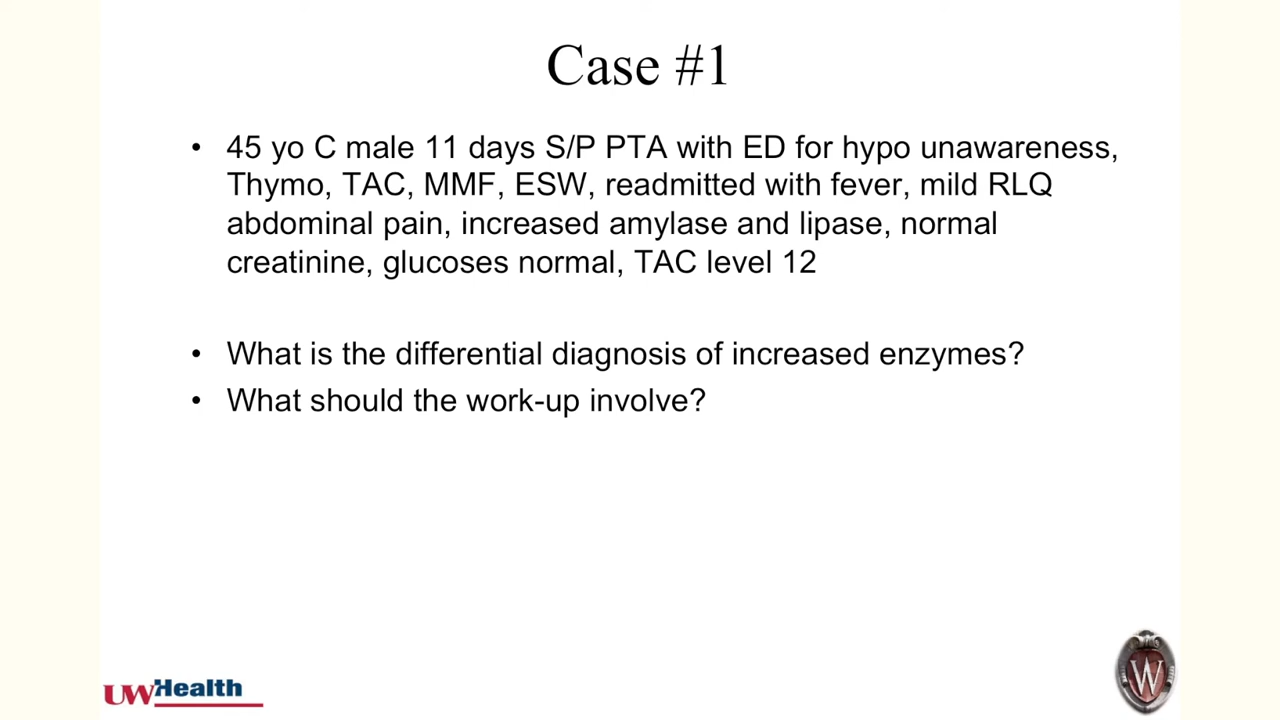 Case #1
• 45 yo C male 11 days S/P PTA with ED for hypo unawareness,
Thymo, TAC, MMF, ESW, readmitted with fever, mild RLQ
abdominal pain, increased amylase and lipase, normal
creatinine, glucoses normal, TAC level 12
• What is the differential diagnosis of increased enzymes?
• What should the work-up involve?
UWHealth
W